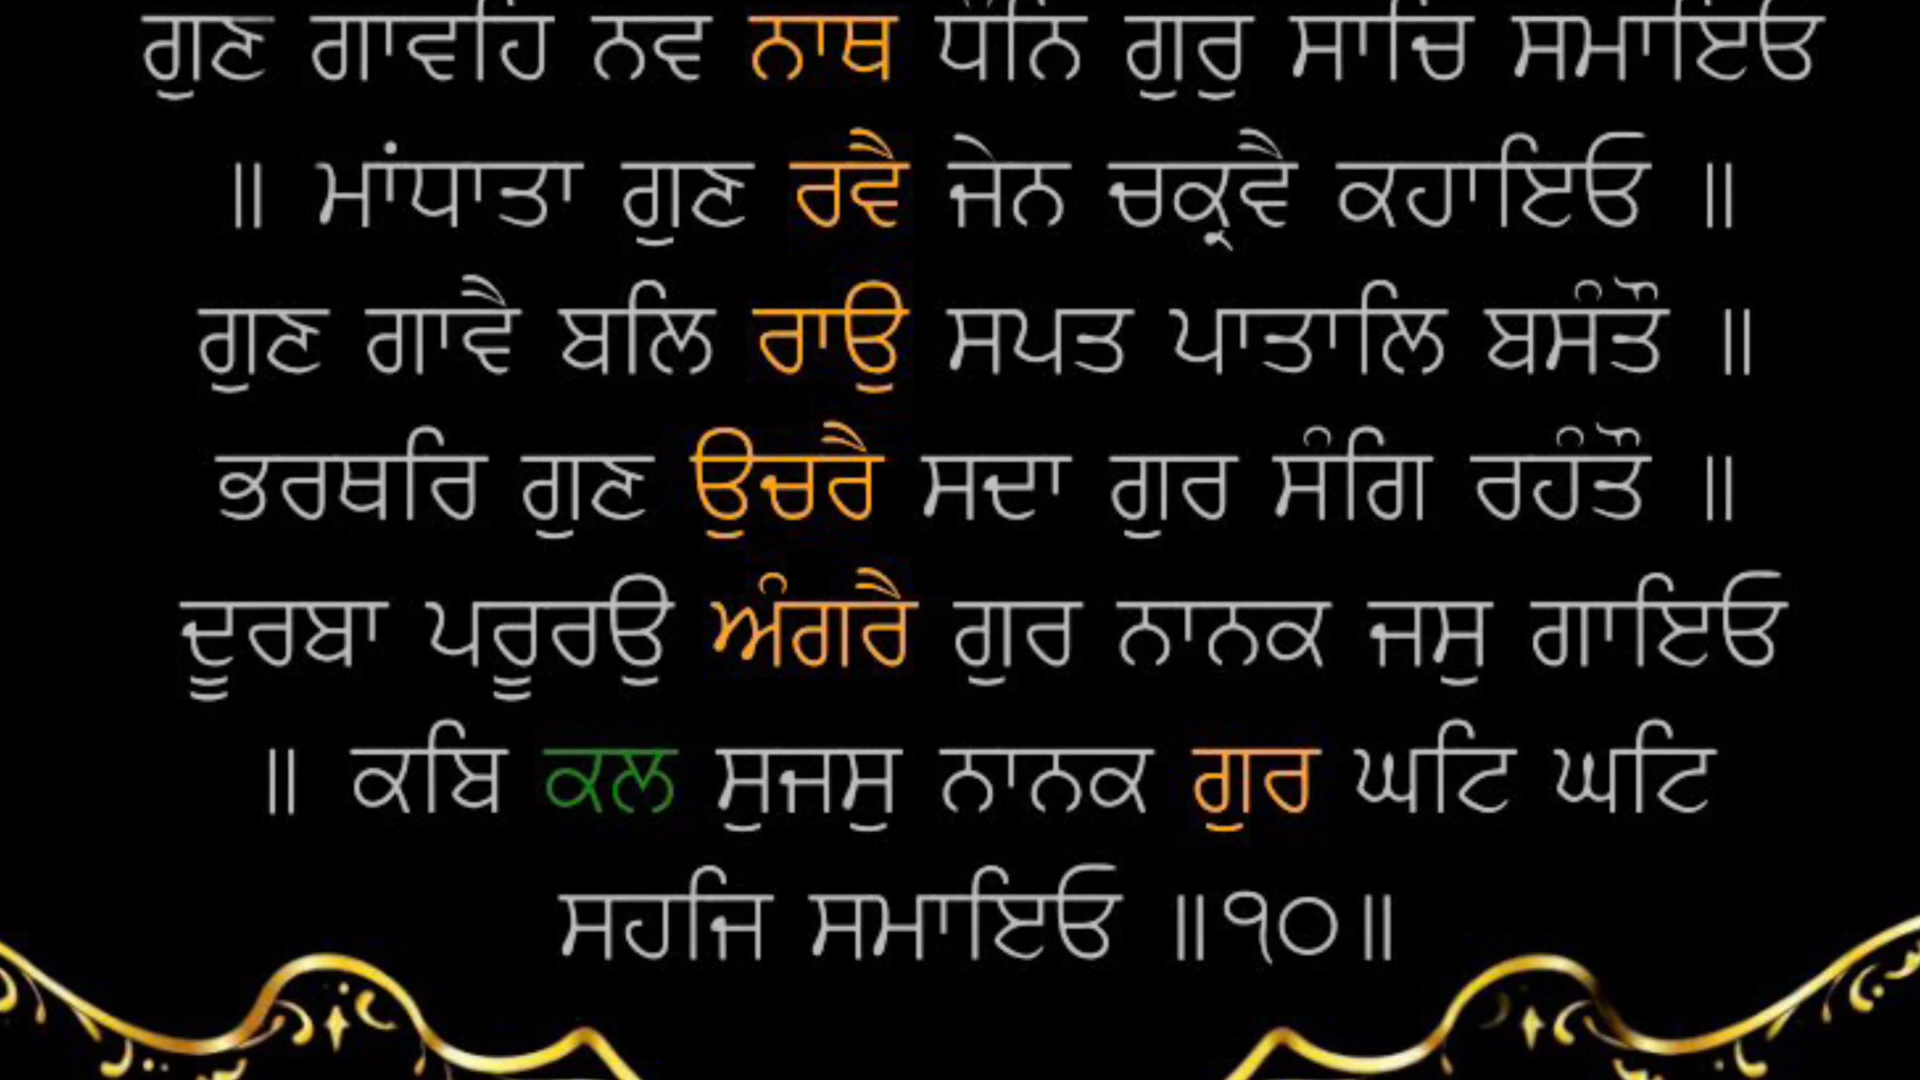 ਗੁਣ ਗਾਵਹਿ ਨਵ ਨਾਥ ਧੰਨਿ ਗੁਰੁ ਸਾਚਿ ਸਮਾਇਓ
॥ ਮਾਂਧਾਤਾ ਗੁਣ ਰਵੈ ਜੇਨ ਚਕ੍ਰਵੈ ਕਹਾਇਓ ॥
ਗੁਣ ਗਾਵੈ ਬਲਿ ਰਾਉ ਸਪਤ ਪਾਤਾਲਿ ਬਸੰਤੌ ॥
ਭਰਥਰਿ ਗੁਣ ਉਚਰੈ ਸਦਾ ਗੁਰ ਸੰਗਿ ਰਹੰਤੌ ॥
ਦੂਰਬਾ ਪਰੂਰਉ ਅੰਗਰੈ ਗੁਰ ਨਾਨਕ ਜਸੁ ਗਾਇਓ
॥ ਕਬਿ ਕਲ ਸੁਜਸੁ ਨਾਨਕ ਗੁਰ ਘਟਿ ਘਟਿ
ਸਹਜਿ ਸਮਾਇਓ ॥੧੦॥